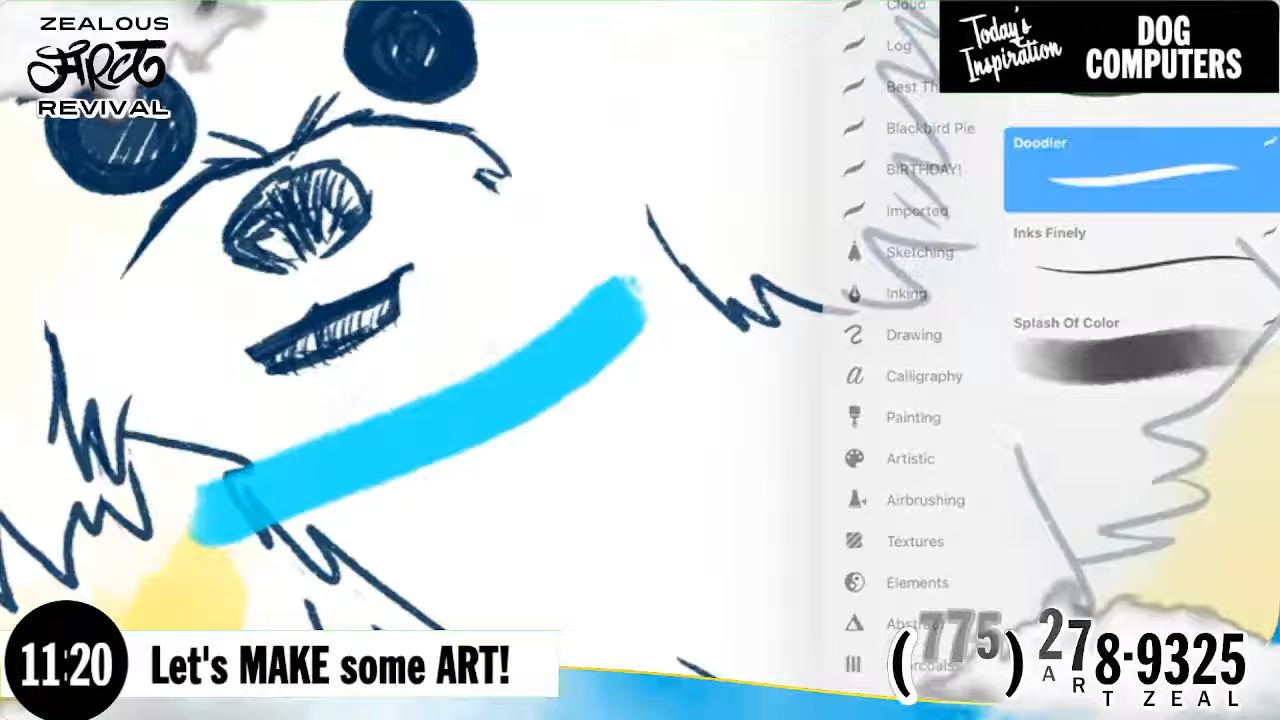 ZEALOUS
ART
REVIVAL
Today's
Inspiration
DOG
COMPUTERS
Cloud
Log
Best Th
Blackbird Pie
BIRTHDAY!
Imported
Sketching
Inking
Drawing
Calligraphy
Painting
Artistic
Airbrushing
Textures
Elements
Doodler
Inks Finely
Splash Of Color
11:20
Let's MAKE some ART!
(775) 278-9325
A R T Z E A L